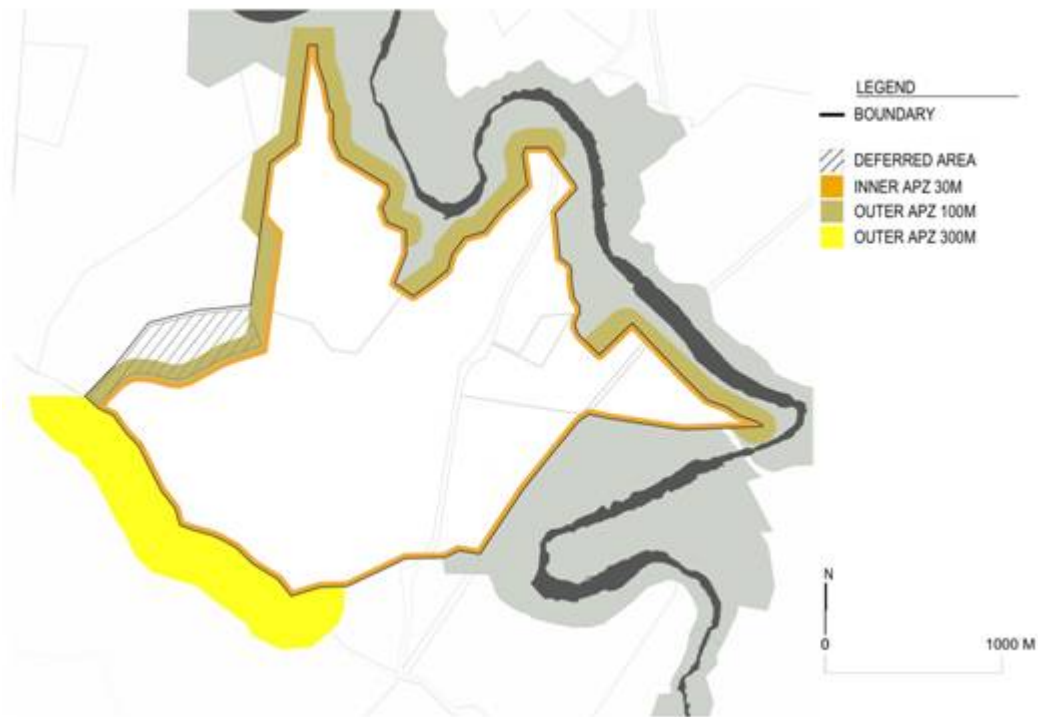 LEGEND
BOUNDARY
DEFERRED AREA
INNER APZ 30M
OUTER APZ 100M
OUTER APZ 300M
N
0 1000 M